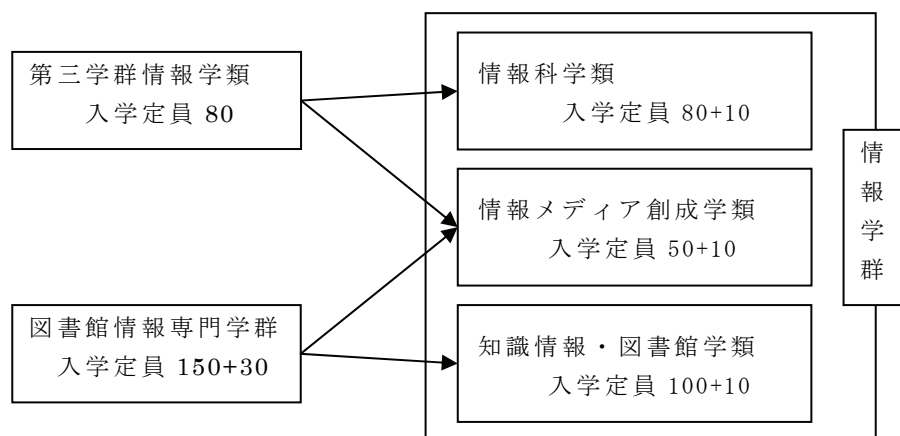 第三学群情報学類
入学定員 80
図書館情報専門学群
入学定員 150+30
情報科学類
入学定員 80+10
情報メディア創成学類
入学定員 50+10
知識情報・図書館学類
入学定員 100+10
情報学群